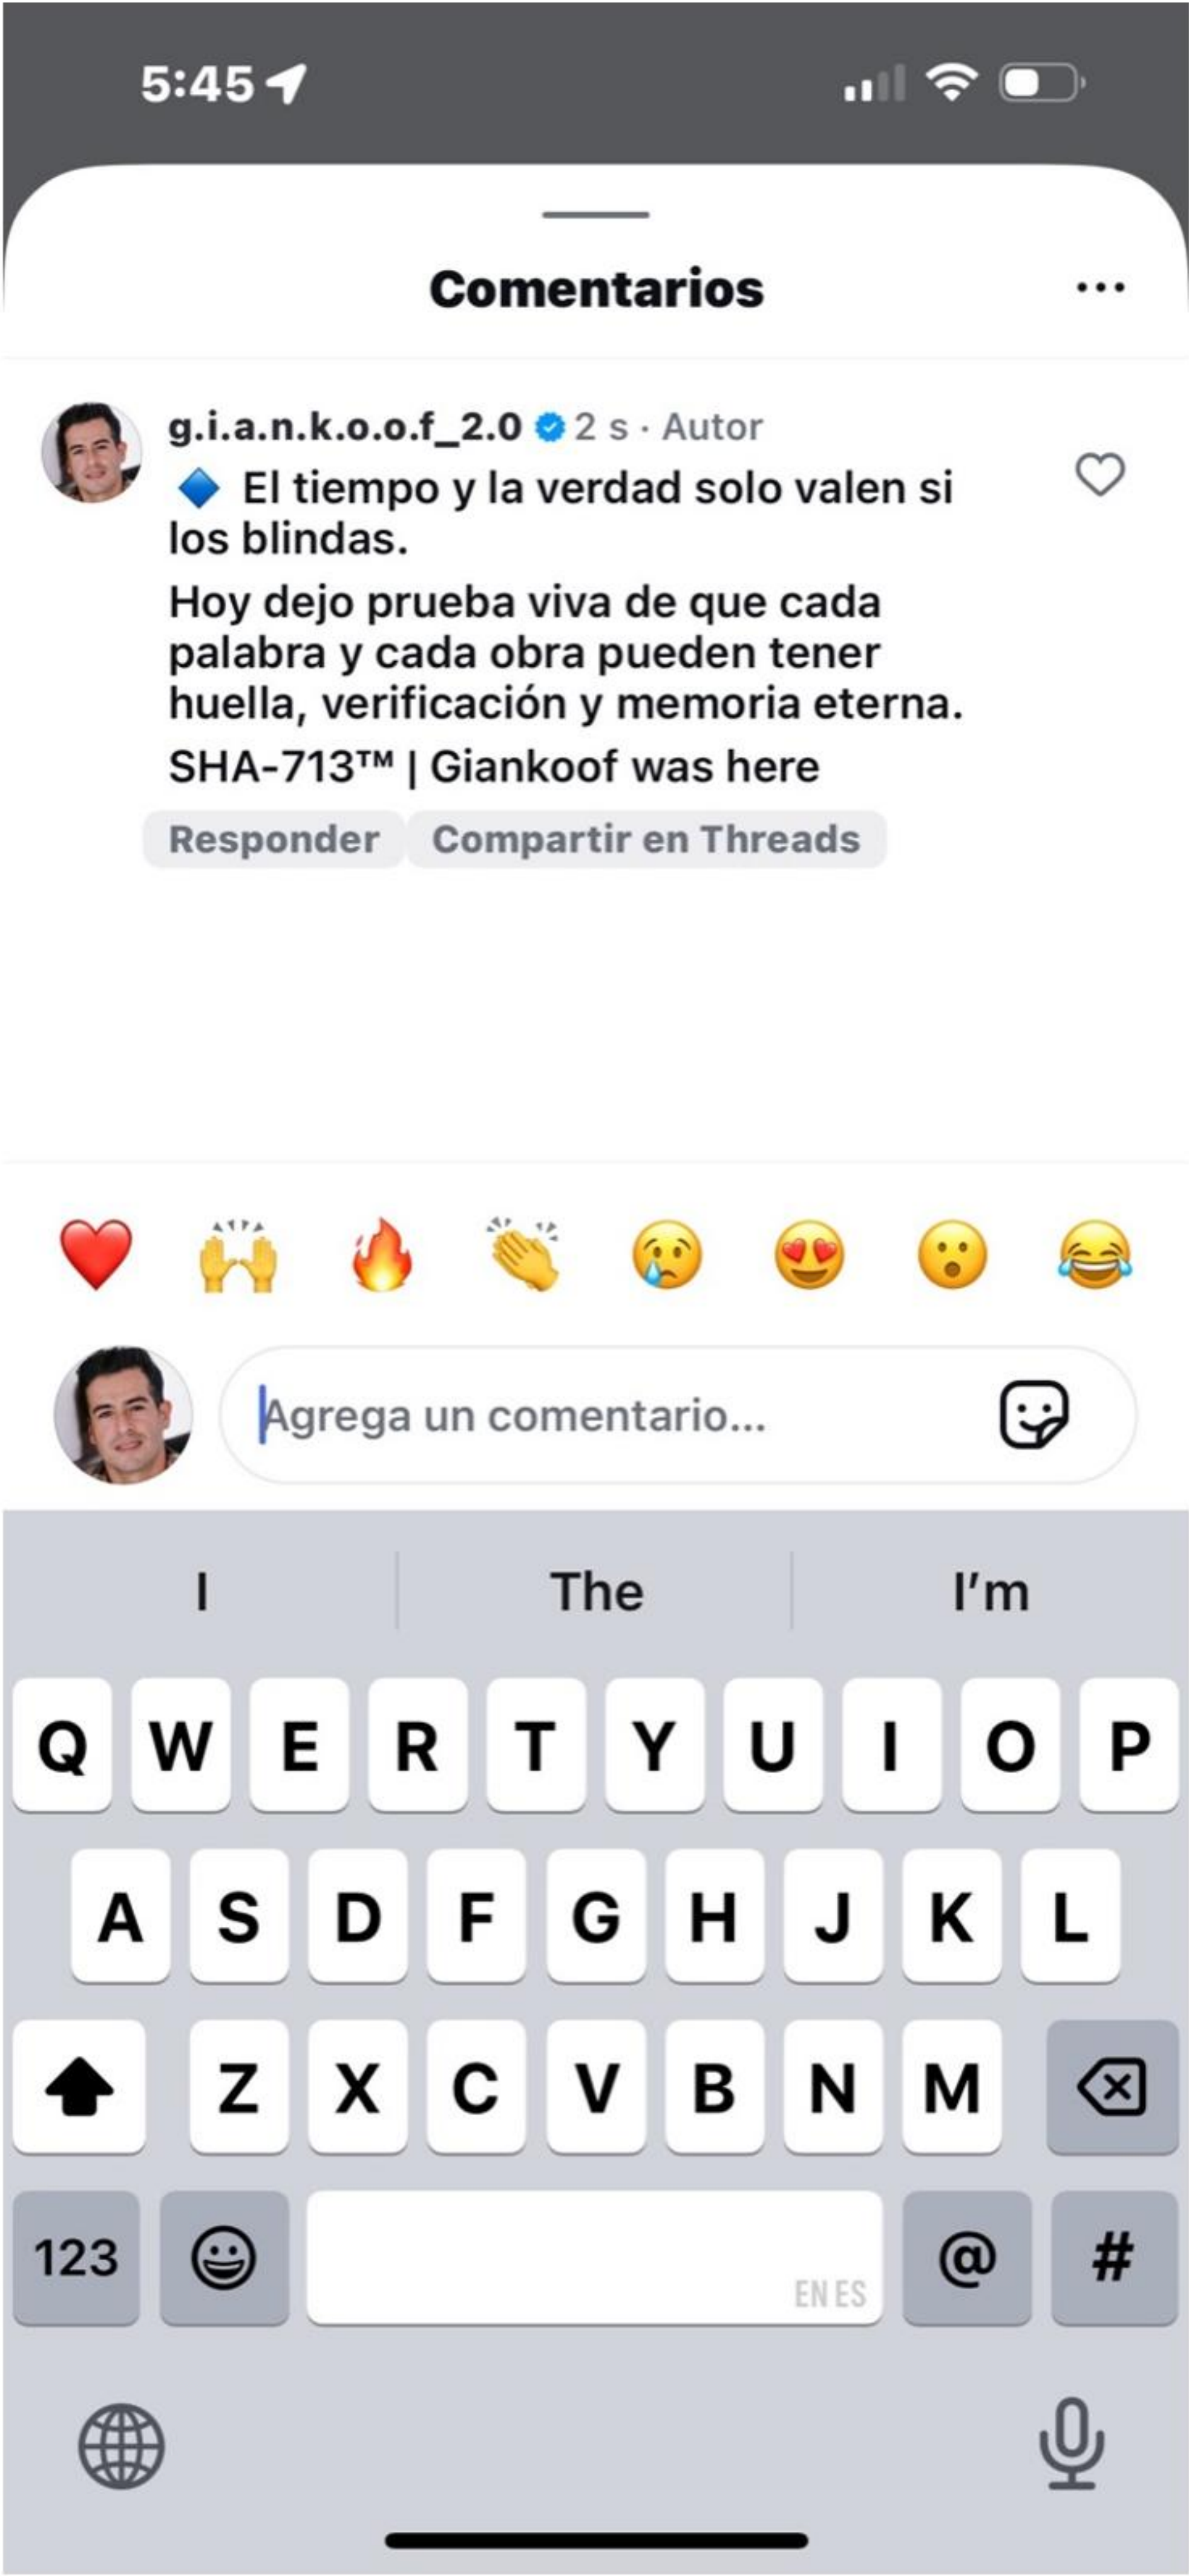 5:45
Comentarios
g.i.a.n.k.o.o.f_2.0 2 s · Autor
🔷 El tiempo y la verdad solo valen si
los blindas.
Hoy dejo prueba viva de que cada
palabra y cada obra pueden tener
huella, verificación y memoria eterna.
SHA-713™ | Giankoof was here
Responder Compartir en Threads
Agrega un comentario...
I The I'm
Q W E R T Y U I O P
A S D F G H J K L
Z X C V B N M
123 EN ES @ #